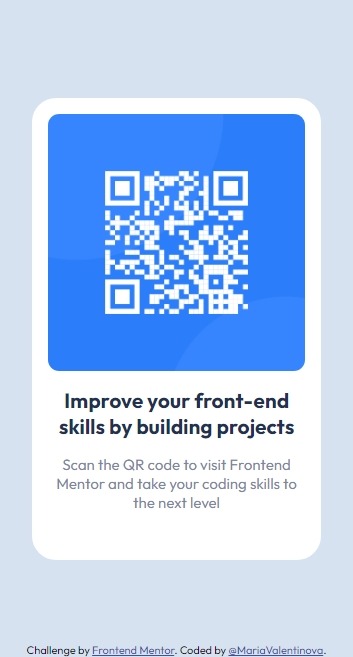 Improve your front-end
skills by building projects
Scan the QR code to visit Frontend
Mentor and take your coding skills to
the next level
Challenge by Frontend Mentor. Coded by @MariaValentinova.